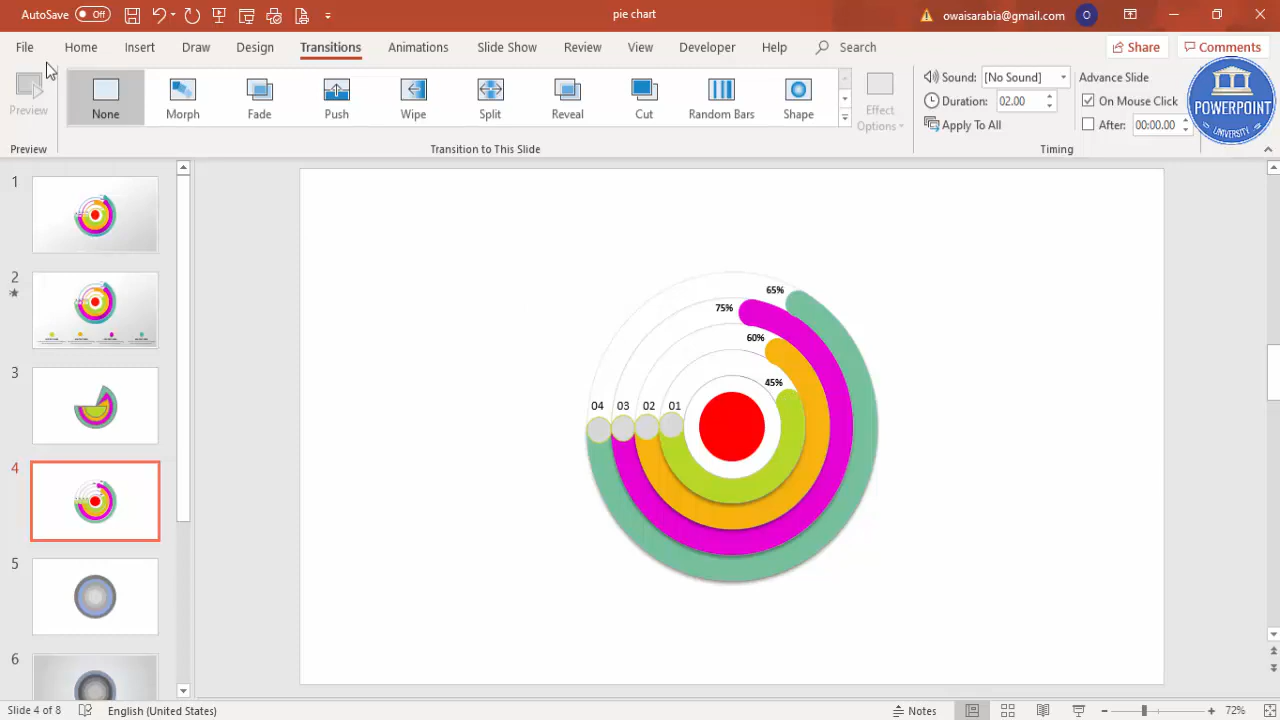 AutoSave Off
pie chart
owaisarabia@gmail.com O
File Home Insert Draw Design Transitions Animations Slide Show Review View Developer Help Search Share Comments
Preview None Morph Fade Push Wipe Split Reveal Cut Random Bars Shape Effect Options
Sound: [No Sound]
Duration: 02.00
Apply To All
Advance Slide
On Mouse Click
After: 00:00.00
Preview Transition to This Slide Timing
POWERPOINT
UNIVERSITY
1
2
3
4
5
6
65%
75%
60%
45%
04 03 02 01
Slide 4 of 8 English (United States) Notes 72%